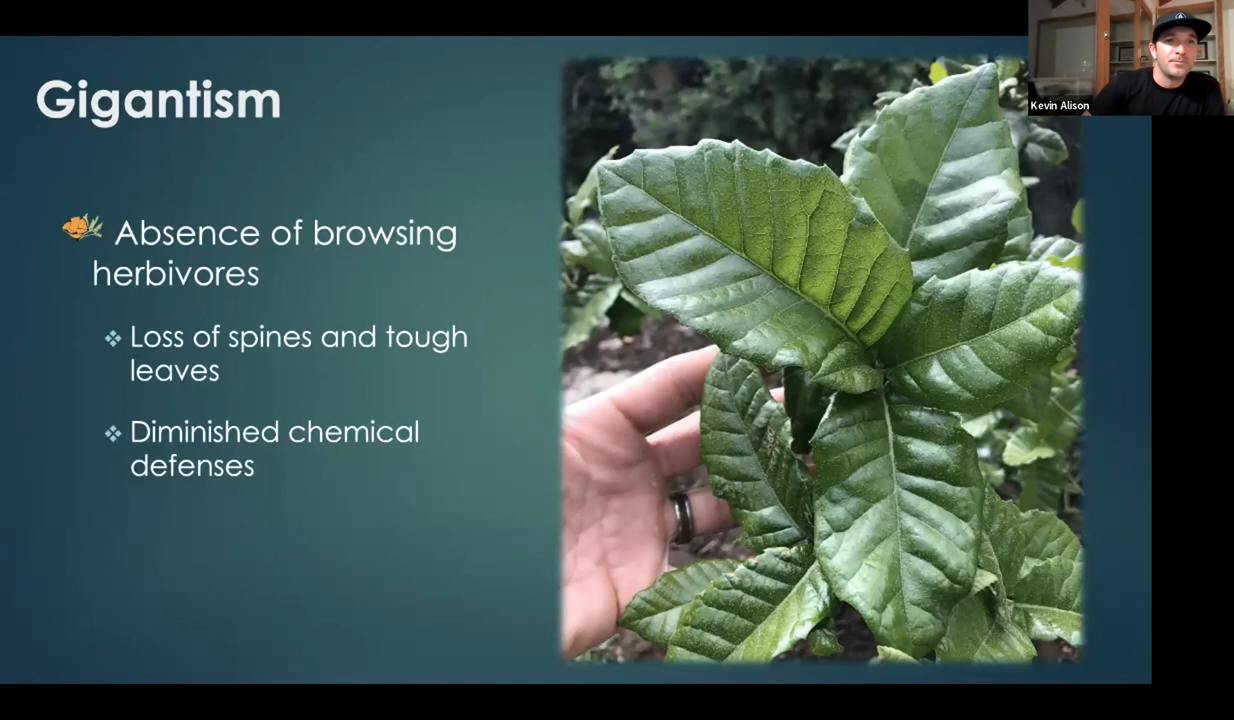 Gigantism
Absence of browsing
herbivores
Loss of spines and tough
leaves
Diminished chemical
defenses
Kevin Alison